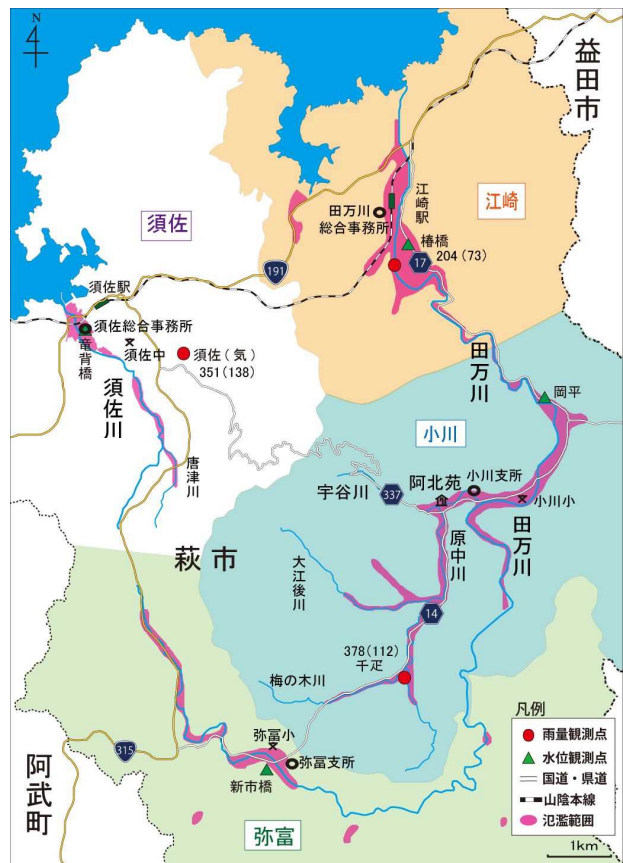 N
益田市
江崎
江崎駅
田万川
総合事務所
椿橋
17
204 (73)
須佐
191
須佐駅
須佐総合事務所
竜背橋
須佐中
須佐(気)
351(138)
須佐川
唐津川
田万川
岡平
小川
宇谷川
337
阿北苑
小川支所
小川小
原中川
田万川
大江後川
萩市
14
378(112)
千疋
梅の木川
315
弥富小
弥富支所
新市橋
阿武町
弥富
凡例
雨量観測点
水位観測点
国道・県道
山陰本線
氾濫範囲
1km